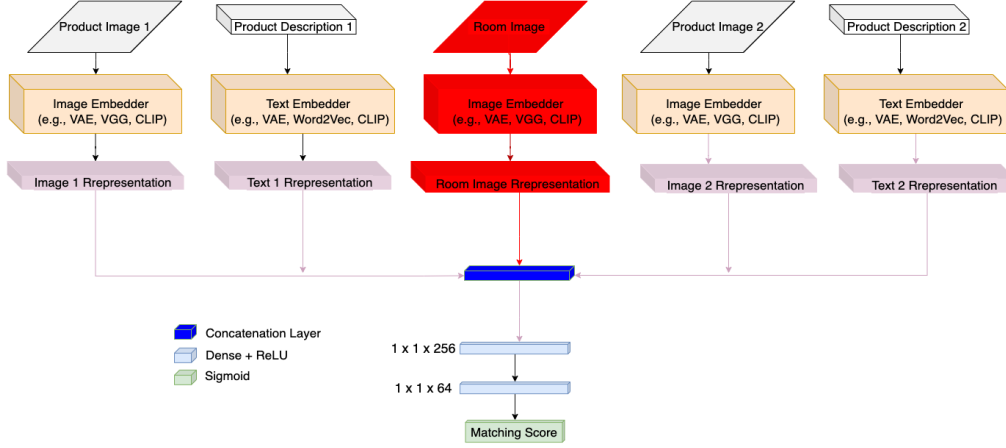 Product Image 1
Product Description 1
Room Image
Product Image 2
Product Description 2
Image Embedder
(e.g., VAE, VGG, CLIP)
Text Embedder
(e.g., VAE, Word2Vec, CLIP)
Image Embedder
(e.g., VAE, VGG, CLIP)
Image Embedder
(e.g., VAE, VGG, CLIP)
Text Embedder
(e.g., VAE, Word2Vec, CLIP)
Image 1 Rrepresentation
Text 1 Rrepresentation
Room Image Rrepresentation
Image 2 Rrepresentation
Text 2 Rrepresentation
Concatenation Layer
Dense + ReLU
Sigmoid
1 x 1 x 256
1 x 1 x 64
Matching Score